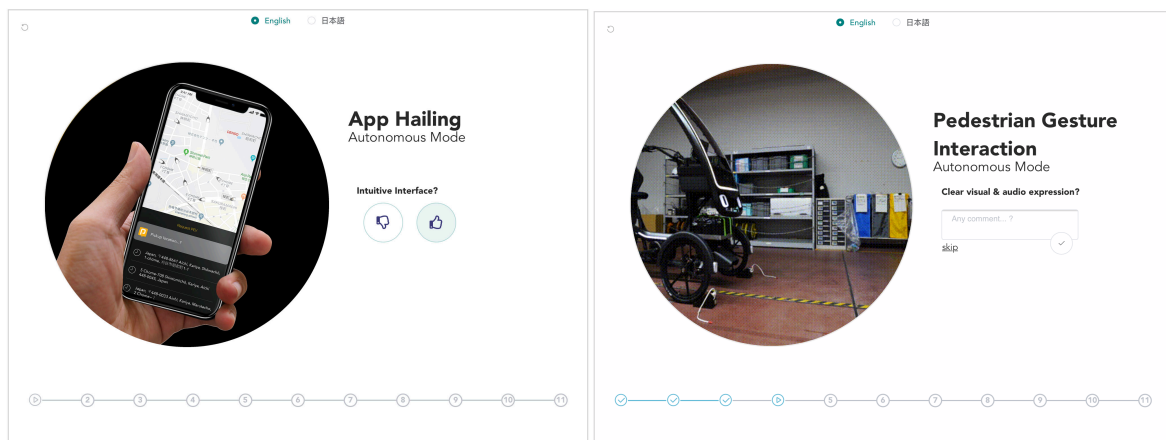 English 日本語
App Hailing
Autonomous Mode
Intuitive Interface?
2 3 4 5 6 7 8 9 10 11
English 日本語
Pedestrian Gesture
Interaction
Autonomous Mode
Clear visual & audio expression?
Any comment... ?
skip
5 6 7 8 9 10 11